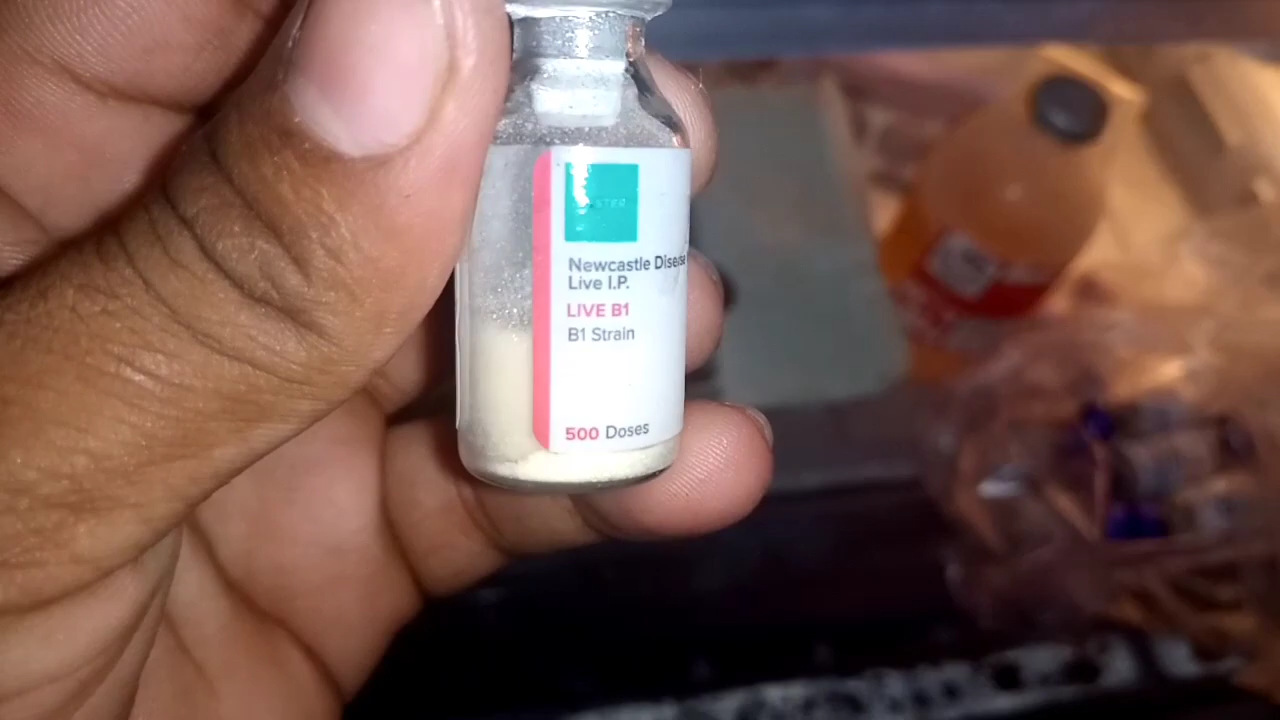 Newcastle Disease
Live I.P.
LIVE B1
B1 Strain
500 Doses